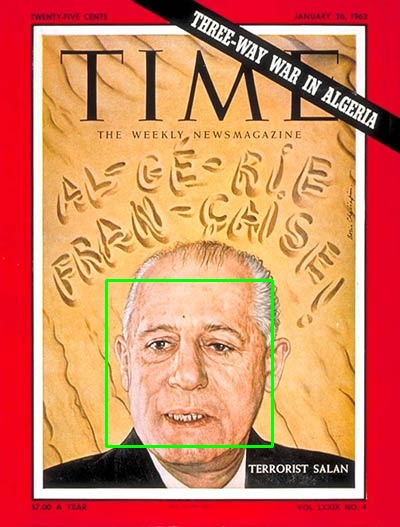 TWENTY-FIVE CENTS
JANUARY 26, 1962
THREE-WAY WAR IN ALGERIA
TIME
THE WEEKLY NEWSMAGAZINE
AL-GÉ-RIE
FRAN-ÇAISE!
TERRORIST SALAN
$7.00 A YEAR
VOL. LXXIX NO. 4